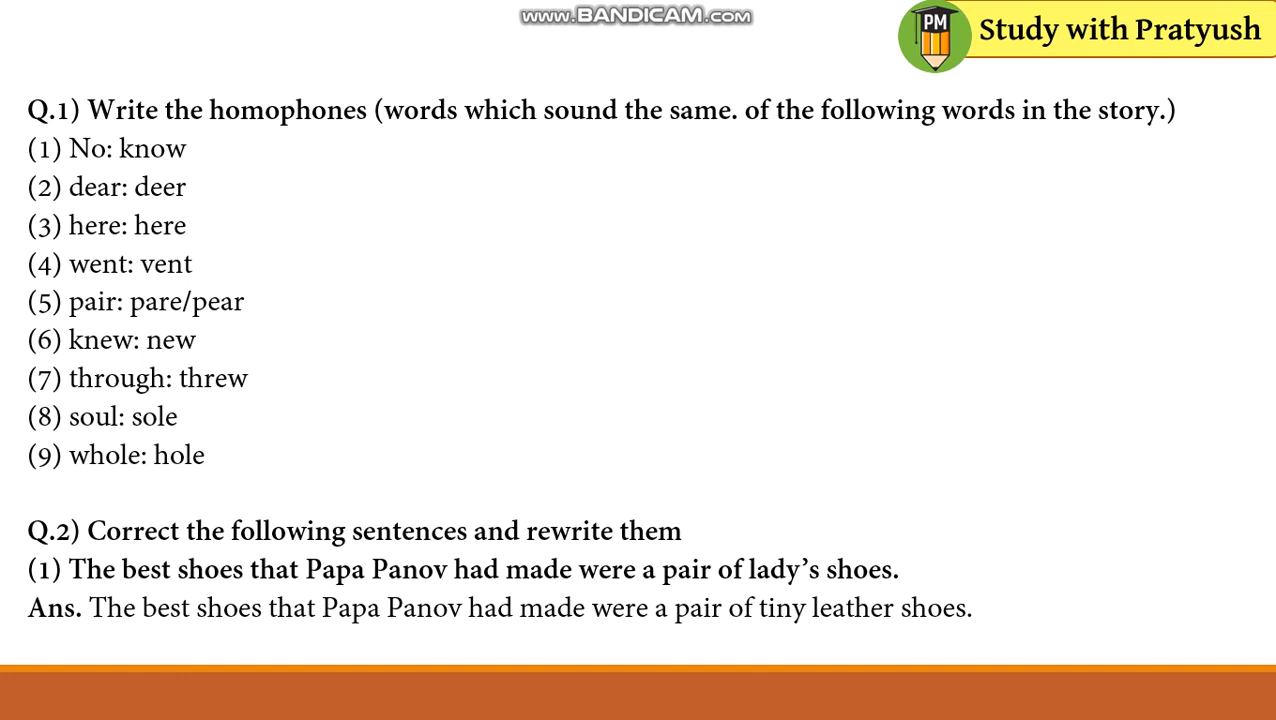 www.BANDICAM.com
PM
Study with Pratyush
Q.1) Write the homophones (words which sound the same. of the following words in the story.)
(1) No: know
(2) dear: deer
(3) here: here
(4) went: vent
(5) pair: pare/pear
(6) knew: new
(7) through: threw
(8) soul: sole
(9) whole: hole
Q.2) Correct the following sentences and rewrite them
(1) The best shoes that Papa Panov had made were a pair of lady’s shoes.
Ans. The best shoes that Papa Panov had made were a pair of tiny leather shoes.